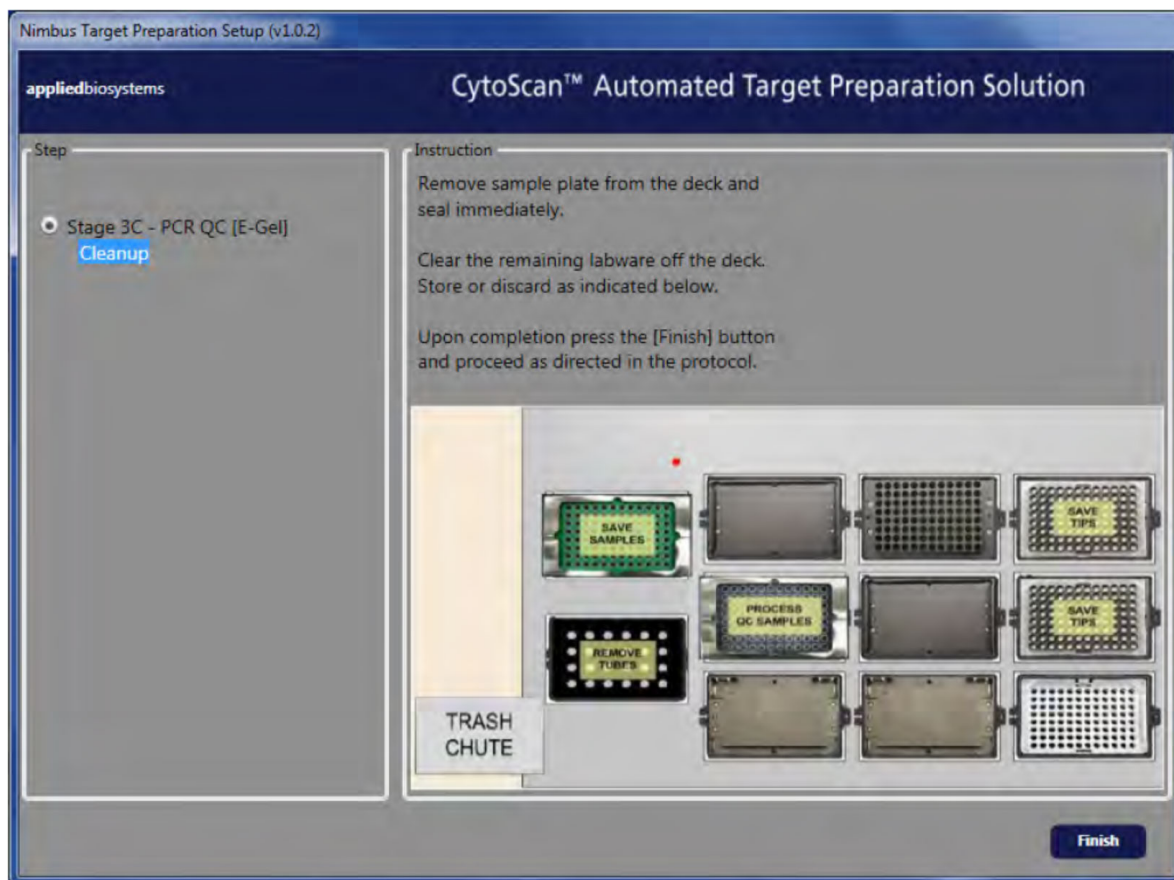 Nimbus Target Preparation Setup (v1.0.2)
appliedbiosystems
CytoScan™ Automated Target Preparation Solution
Step
Stage 3C - PCR QC [E-Gel]
Cleanup
Instruction
Remove sample plate from the deck and
seal immediately.
Clear the remaining labware off the deck.
Store or discard as indicated below.
Upon completion press the [Finish] button
and proceed as directed in the protocol.
SAVE
SAMPLES
SAVE
TIPS
PROCESS
QC SAMPLES
SAVE
TIPS
REMOVE
TUBES
TRASH
CHUTE
Finish